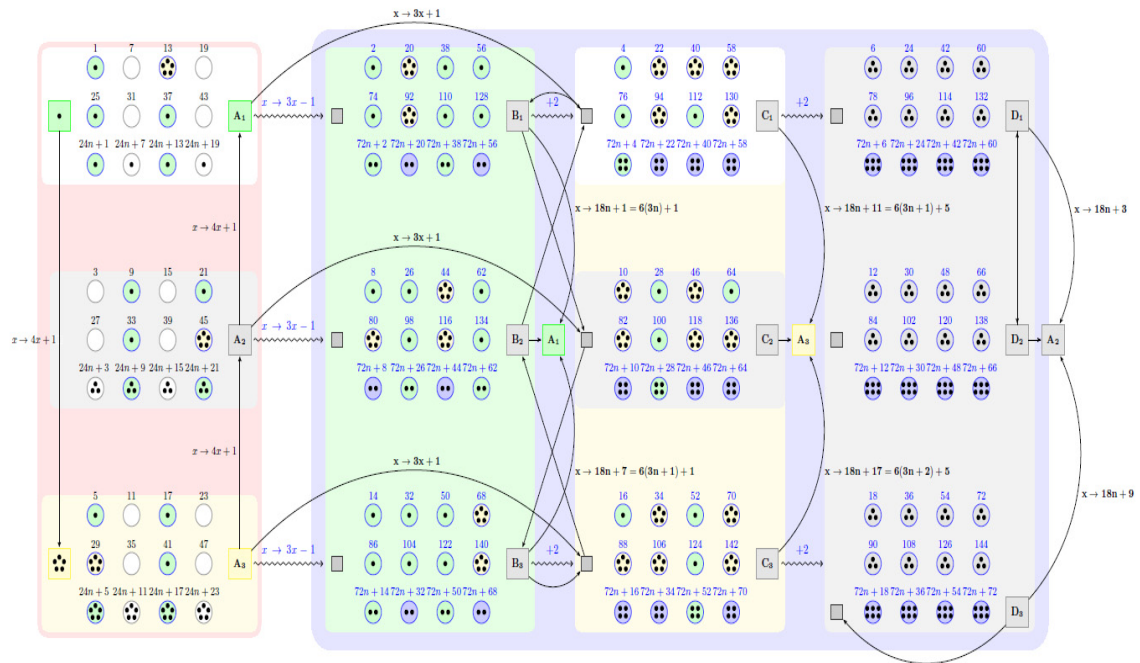 x → 3x + 1
1 7 13 19 2 20 38 56 4 22 40 58 6 24 42 60
25 31 37 43 A₁ x → 3x − 1 74 92 110 128 B₁ +2 76 94 112 130 C₁ +2 78 96 114 132 D₁
24n + 1 24n + 7 24n + 13 24n + 19 72n + 2 72n + 20 72n + 38 72n + 56 72n + 4 72n + 22 72n + 40 72n + 58 72n + 6 72n + 24 72n + 42 72n + 60
x → 4x + 1 x → 18n + 1 = 6(3n) + 1 x → 18n + 11 = 6(3n + 1) + 5 x → 18n + 3
x → 3x + 1
3 9 15 21 8 26 44 62 10 28 46 64 12 30 48 66
x → 4x + 1 27 33 39 45 A₂ x → 3x − 1 80 98 116 134 B₂ A₁ 82 100 118 136 C₂ A₃ 84 102 120 138 D₂ A₂
24n + 3 24n + 9 24n + 15 24n + 21 72n + 8 72n + 26 72n + 44 72n + 62 72n + 10 72n + 28 72n + 46 72n + 64 72n + 12 72n + 30 72n + 48 72n + 66
x → 4x + 1 x → 3x + 1 x → 18n + 7 = 6(3n + 1) + 1 x → 18n + 17 = 6(3n + 2) + 5 x → 18n + 9
5 11 17 23 14 32 50 68 16 34 52 70 18 36 54 72
29 35 41 47 A₃ x → 3x − 1 86 104 122 140 B₃ +2 88 106 124 142 C₃ +2 90 108 126 144
24n + 5 24n + 11 24n + 17 24n + 23 72n + 14 72n + 32 72n + 50 72n + 68 72n + 16 72n + 34 72n + 52 72n + 70 72n + 18 72n + 36 72n + 54 72n + 72 D₃